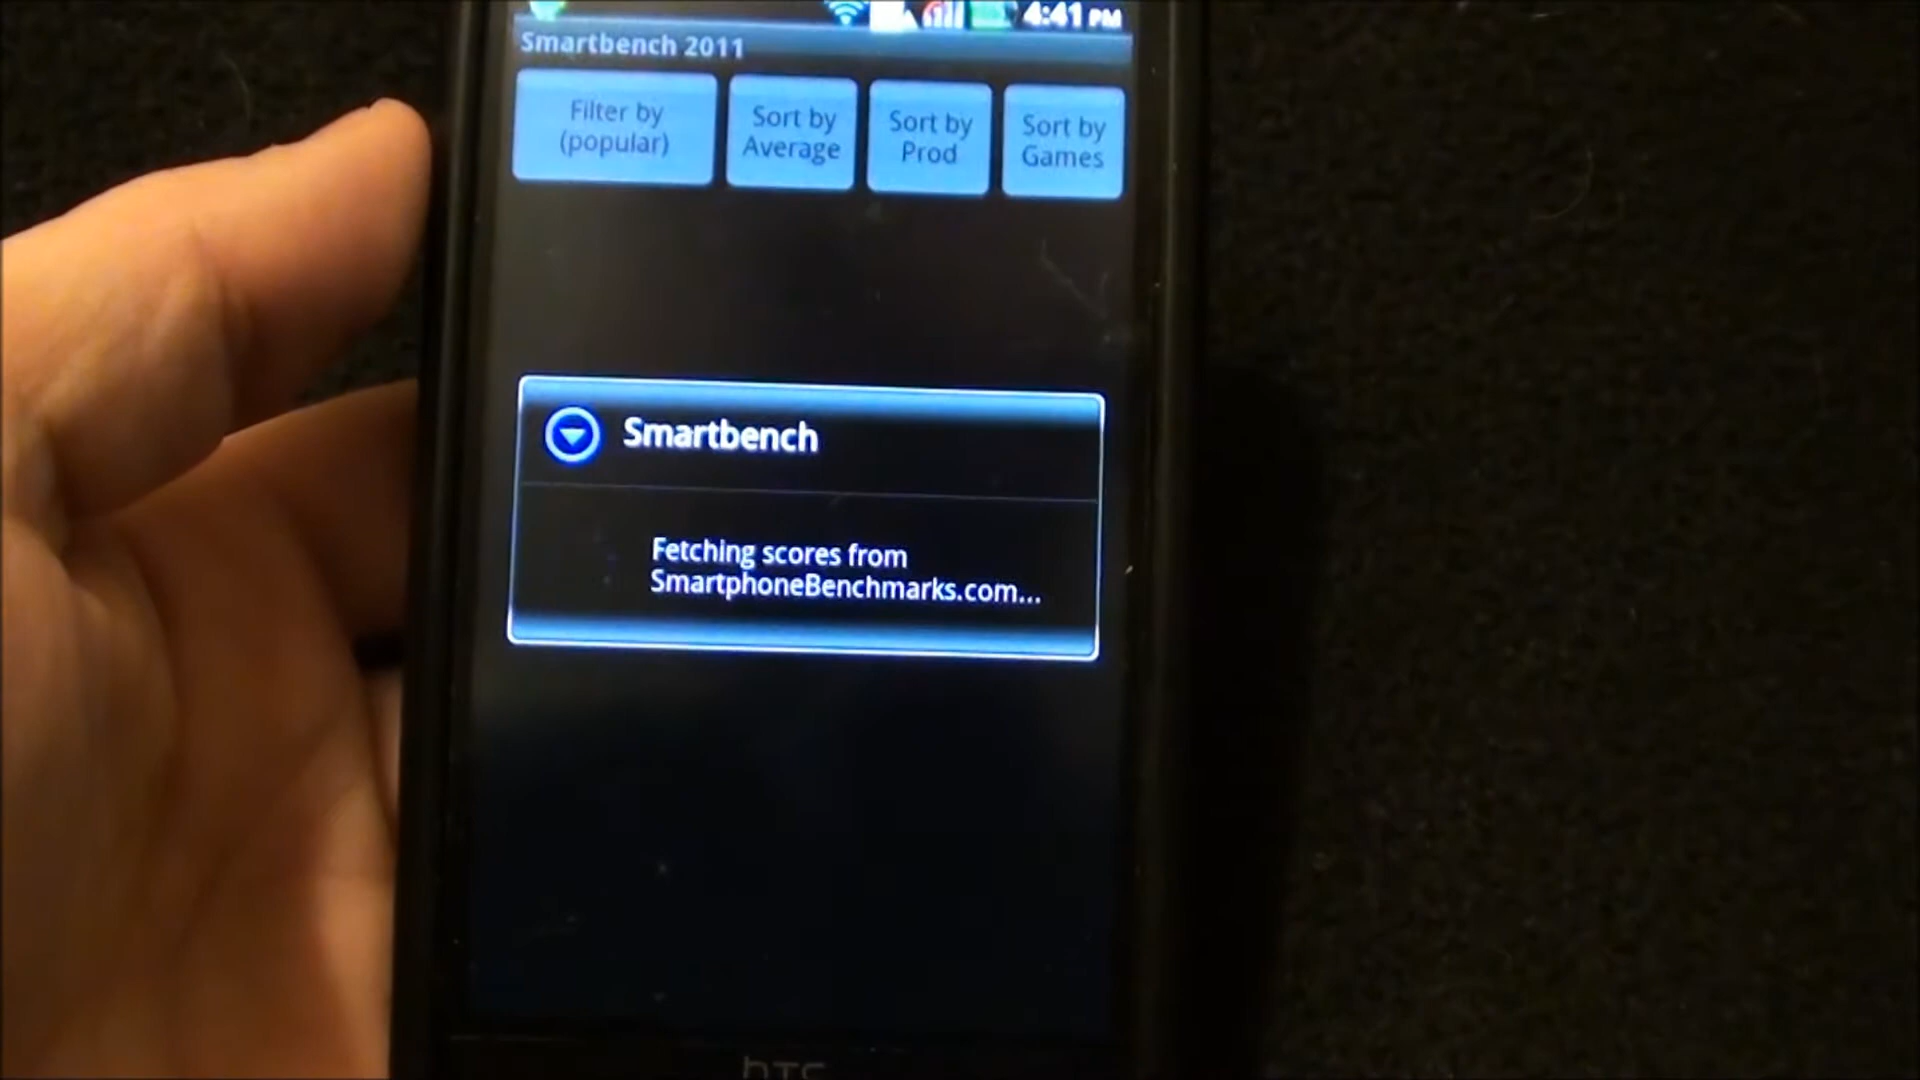 4:41 PM
Smartbench 2011
Filter by
(popular)
Sort by
Average
Sort by
Prod
Sort by
Games
Smartbench
Fetching scores from
SmartphoneBenchmarks.com...
hTC